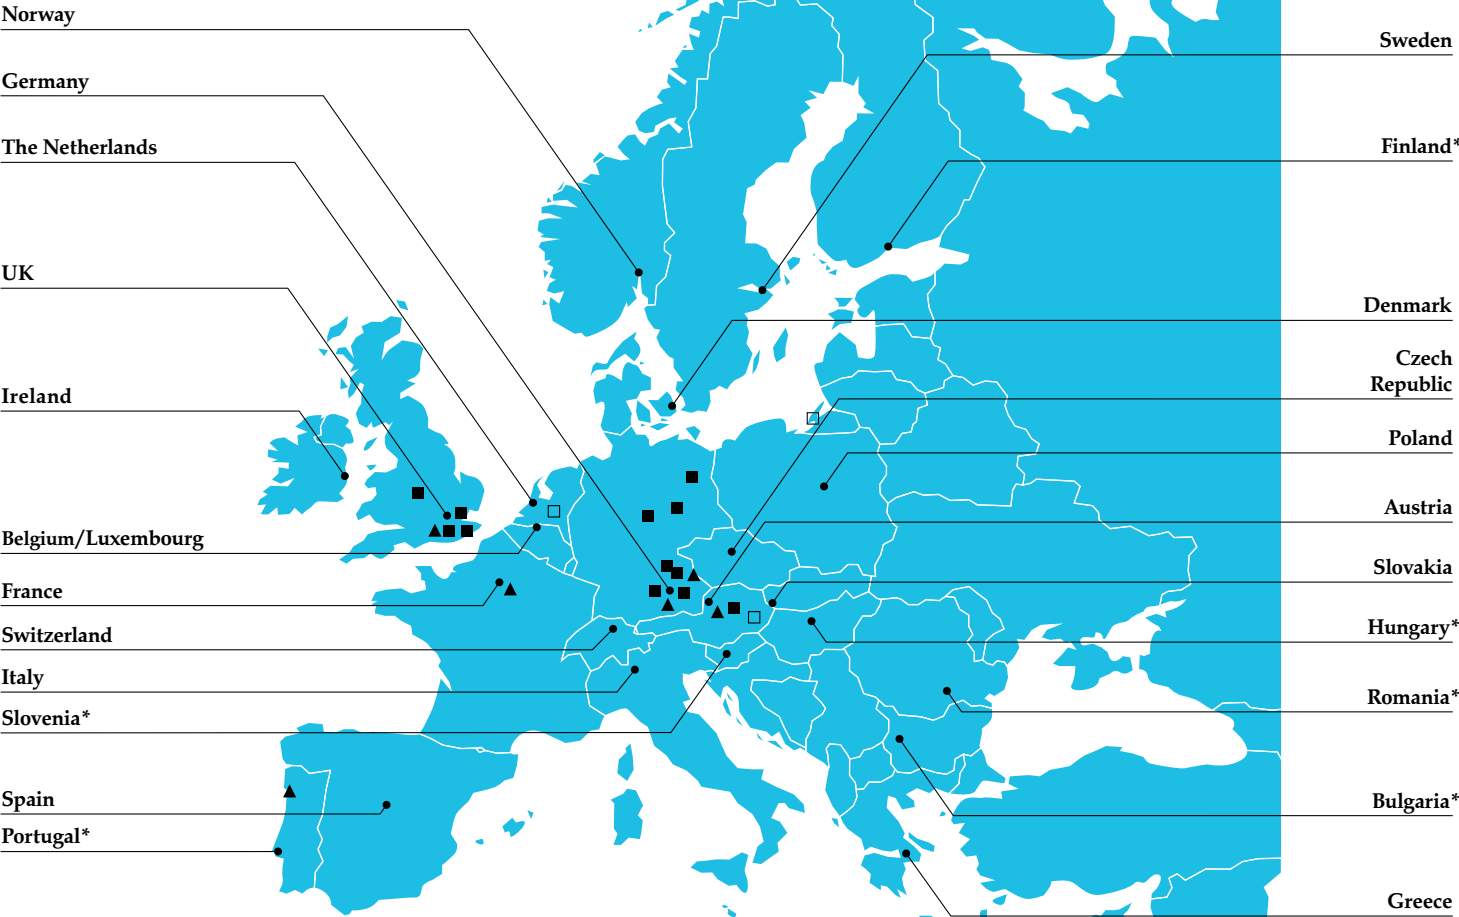 Norway
Germany
The Netherlands
UK
Ireland
Belgium/Luxembourg
France
Switzerland
Italy
Slovenia*
Spain
Portugal*
Sweden
Finland*
Denmark
Czech
Republic
Poland
Austria
Slovakia
Hungary*
Romania*
Bulgaria*
Greece